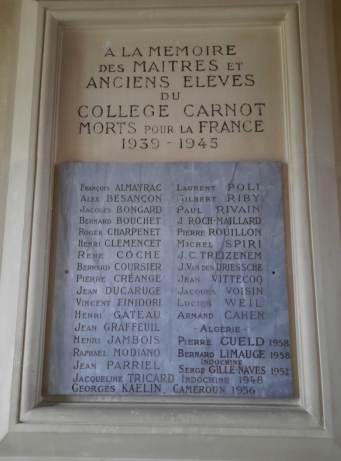 A LA MEMOIRE
DES MAITRES ET
ANCIENS ELEVES
DU
COLLEGE CARNOT
MORTS POUR LA FRANCE
1939-1945
FRANÇOIS ALMAYRAC
ALEX BESANÇON
JACQUES BONGARD
BERNARD BOUCHET
ROGER CHARPENET
HENRI CLEMENCET
RENE COCHE
BERNARD COURSIER
PIERRE CRÉANGE
JEAN DUCARUGE
VINCENT FINIDORI
HENRI GATEAU
JEAN GRAFFEUIL
HENRI JAMBOIS
RAPHAEL MODIANO
JEAN PARRIEL
LAURENT POLI
GILBERT RIBY
PAUL RIVAIN
J. ROCH-MAILLARD
PIERRE ROUILLON
MICHEL SPIRI
J.C. TREIZENEM
J. VAN DEN DRIESSCHE
JEAN VITTECOQ
JACQUES VOISIN
LUCIEN WEIL
ARMAND CAHEN
- ALGERIE -
PIERRE GUELD 1958
BERNARD LIMAUGE 1958
INDOCHINE
SERGE GILLE-NAVES 1952
JACQUELINE TRICARD INDOCHINE 1948
GEORGES KAELIN, CAMEROUN 1956